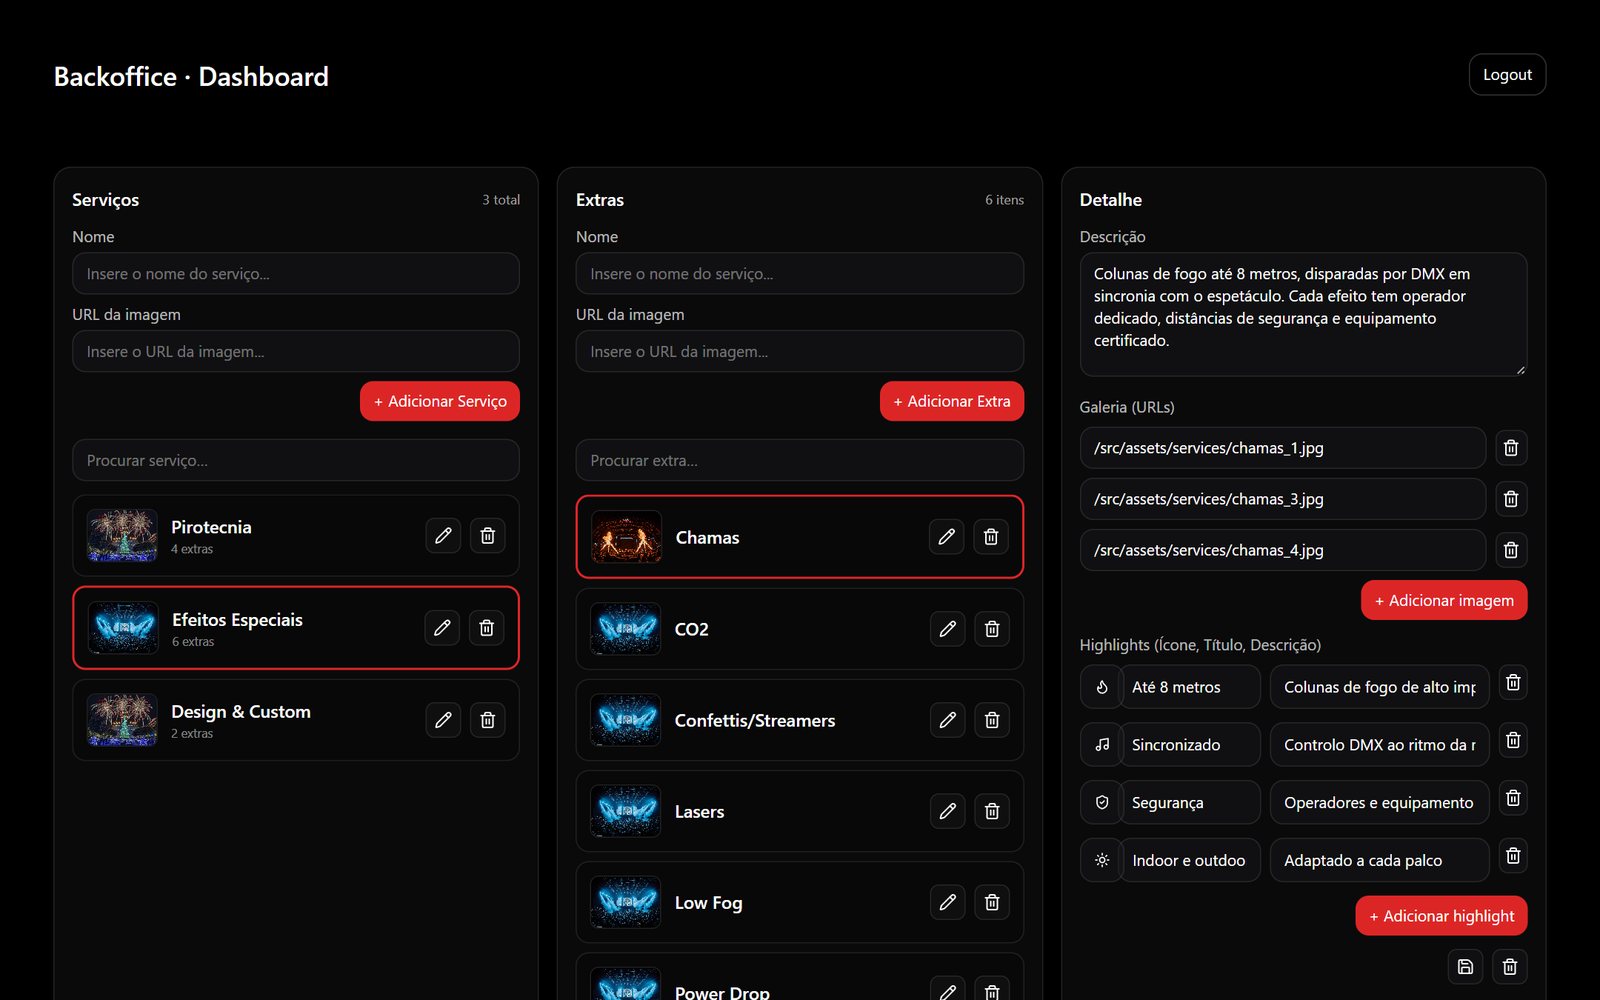 Backoffice · Dashboard
Logout
Serviços
3 total
Nome
Insere o nome do serviço...
URL da imagem
Insere o URL da imagem...
+ Adicionar Serviço
Procurar serviço...
Pirotecnia
4 extras
Efeitos Especiais
6 extras
Design & Custom
2 extras
Extras
6 itens
Nome
Insere o nome do serviço...
URL da imagem
Insere o URL da imagem...
+ Adicionar Extra
Procurar extra...
Chamas
CO2
Confettis/Streamers
Lasers
Low Fog
Power Drop
Detalhe
Descrição
Colunas de fogo até 8 metros, disparadas por DMX em
sincronia com o espetáculo. Cada efeito tem operador
dedicado, distâncias de segurança e equipamento
certificado.
Galeria (URLs)
/src/assets/services/chamas_1.jpg
/src/assets/services/chamas_3.jpg
/src/assets/services/chamas_4.jpg
+ Adicionar imagem
Highlights (Ícone, Título, Descrição)
Até 8 metros
Colunas de fogo de alto imp
Sincronizado
Controlo DMX ao ritmo da r
Segurança
Operadores e equipamento
Indoor e outdoo
Adaptado a cada palco
+ Adicionar highlight